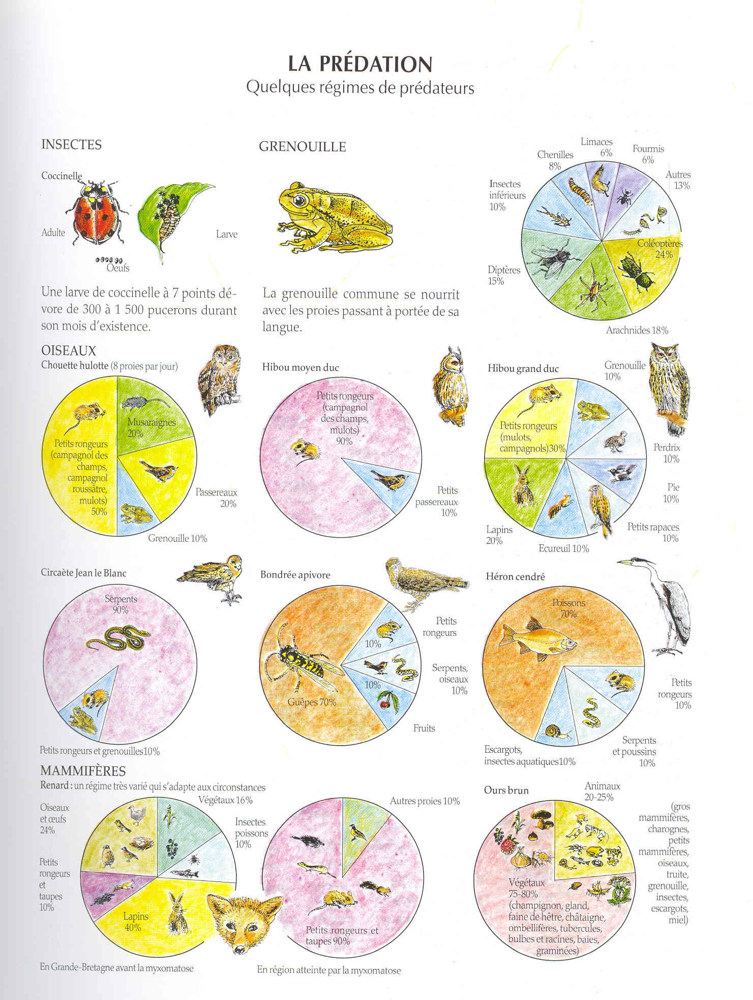 LA PRÉDATION
Quelques régimes de prédateurs
INSECTES
Coccinelle
Adulte
Larve
Oeufs
Une larve de coccinelle à 7 points dé-
vore de 300 à 1 500 pucerons durant
son mois d'existence.
GRENOUILLE
La grenouille commune se nourrit
avec les proies passant à portée de sa
langue.
Limaces
6%
Fourmis
6%
Chenilles
8%
Autres
13%
Insectes
inférieurs
10%
Coléoptères
24%
Diptères
15%
Arachnides 18%
OISEAUX
Chouette hulotte (8 proies par jour)
Musaraignes
20%
Petits rongeurs
(campagnol des
champs,
campagnol
roussâtre,
mulots)
50%
Passereaux
20%
Grenouille 10%
Hibou moyen duc
Petits rongeurs
(campagnol
des champs,
mulots)
90%
Petits
passereaux
10%
Hibou grand duc
Grenouille
10%
Petits rongeurs
(mulots,
campagnols)30%
Perdrix
10%
Pie
10%
Petits rapaces
10%
Lapins
20%
Ecureuil 10%
Circaète Jean le Blanc
Serpents
90%
Petits rongeurs et grenouilles10%
Bondrée apivore
Petits
rongeurs
10%
Serpents,
oiseaux
10%
10%
Guêpes 70%
Fruits
Héron cendré
Poissons
70%
Petits
rongeurs
10%
Serpents
et poussins
10%
Escargots,
insectes aquatiques10%
MAMMIFÈRES
Renard : un régime très varié qui s'adapte aux circonstances
Oiseaux
et œufs
24%
Végétaux 16%
Insectes
poissons
10%
Petits
rongeurs
et
taupes
10%
Lapins
40%
En Grande-Bretagne avant la myxomatose
Autres proies 10%
Petits rongeurs et
taupes 90%
En région atteinte par la myxomatose
Ours brun
Animaux
20-25%
(gros
mammifères,
charognes,
petits
mammifères,
oiseaux,
truite,
grenouille,
insectes,
escargots,
miel)
Végétaux
75-80%
(champignon, gland,
faine de hêtre, châtaigne,
ombellifères, tubercules,
bulbes et racines, baies,
graminées)